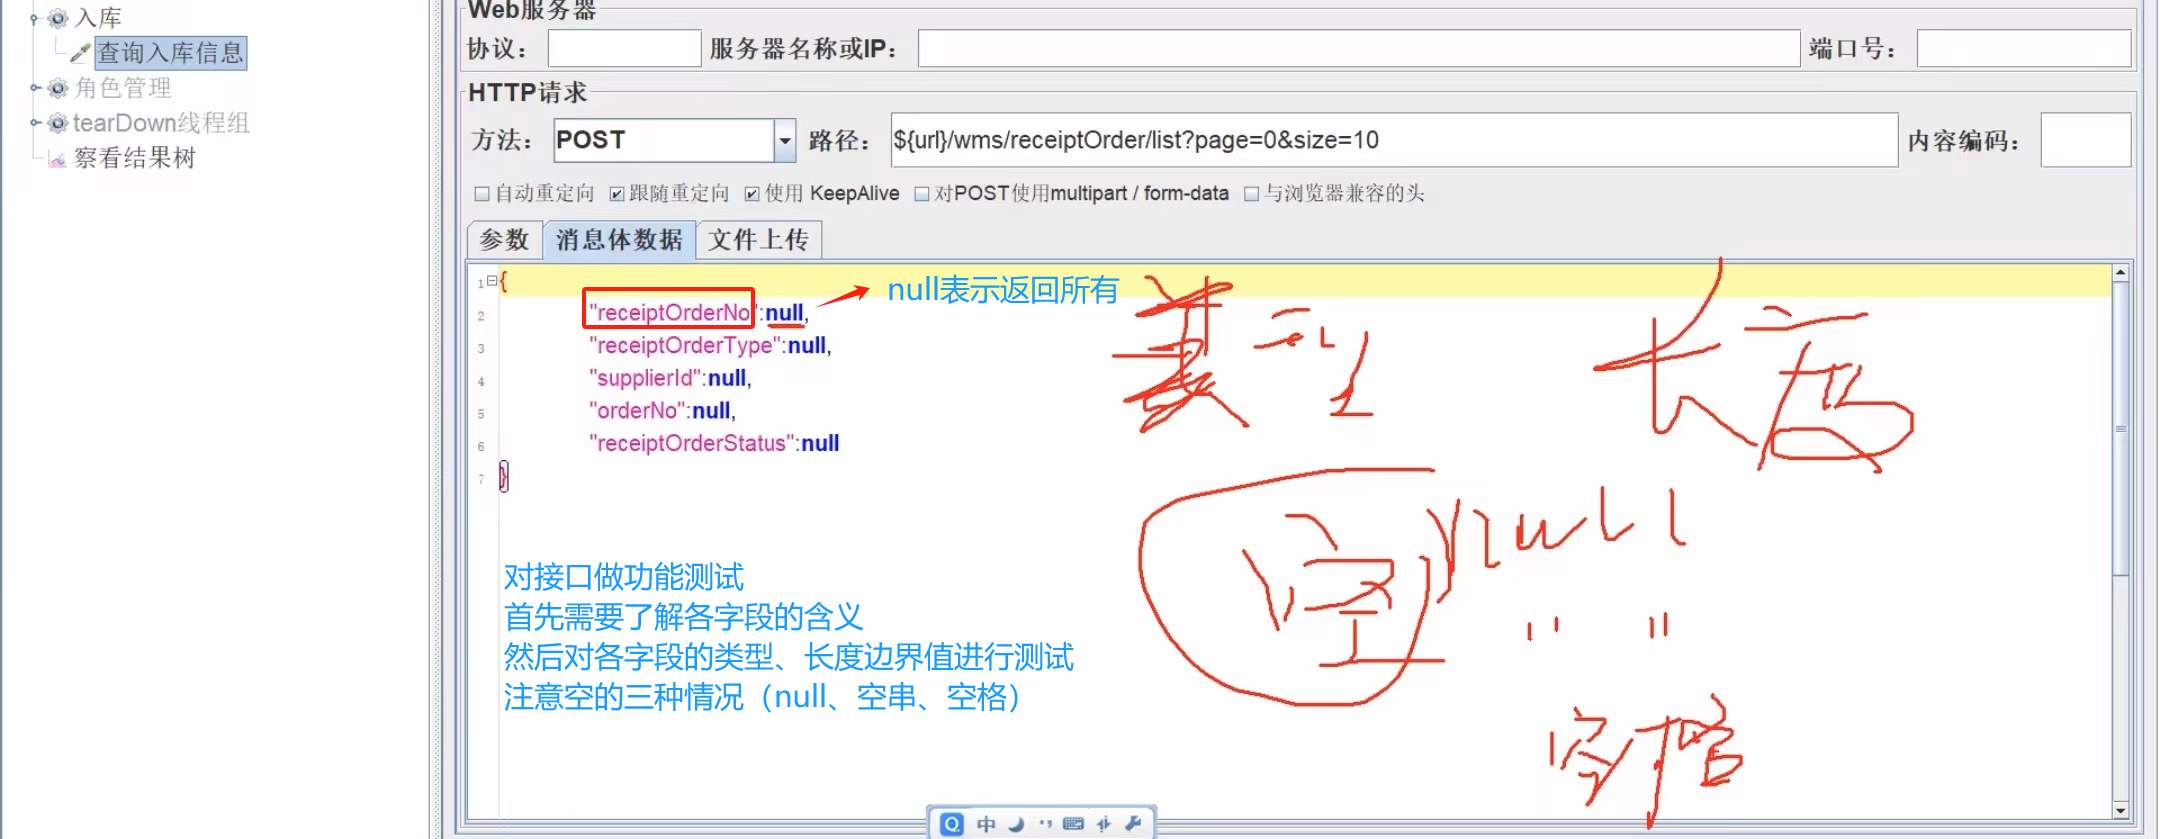 入库
查询入库信息
角色管理
tearDown线程组
察看结果树
Web服务器
协议： 服务器名称或IP： 端口号：
HTTP请求
方法： POST 路径： ${url}/wms/receiptOrder/list?page=0&size=10 内容编码：
自动重定向 跟随重定向 使用 KeepAlive 对POST使用multipart / form-data 与浏览器兼容的头
参数 消息体数据 文件上传
1 {
2 "receiptOrderNo":null, null表示返回所有
3 "receiptOrderType":null,
4 "supplierId":null,
5 "orderNo":null,
6 "receiptOrderStatus":null
7 }
类型 长度
空 null
" "
空格
对接口做功能测试
首先需要了解各字段的含义
然后对各字段的类型、长度边界值进行测试
注意空的三种情况（null、空串、空格）
中